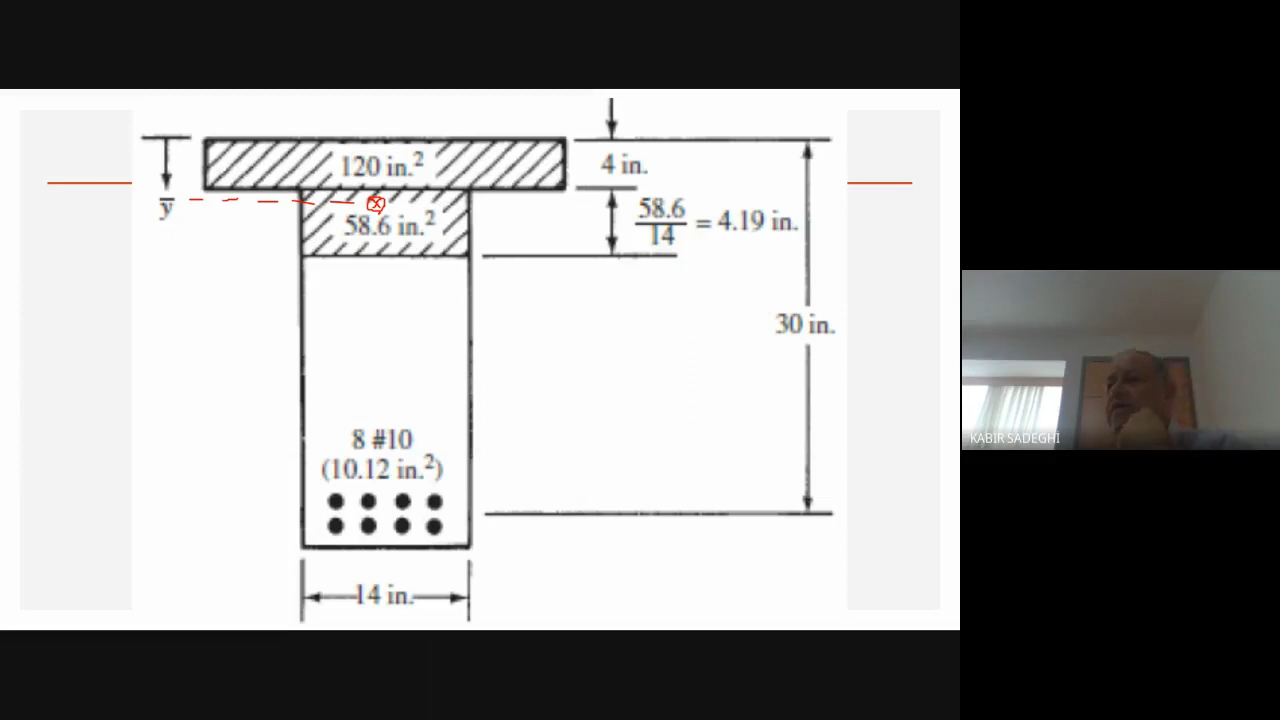 120 in.²
4 in.
y̅
58.6 in.²
58.6/14 = 4.19 in.
30 in.
8 #10
(10.12 in.²)
14 in.
KABIR SADEGHİ